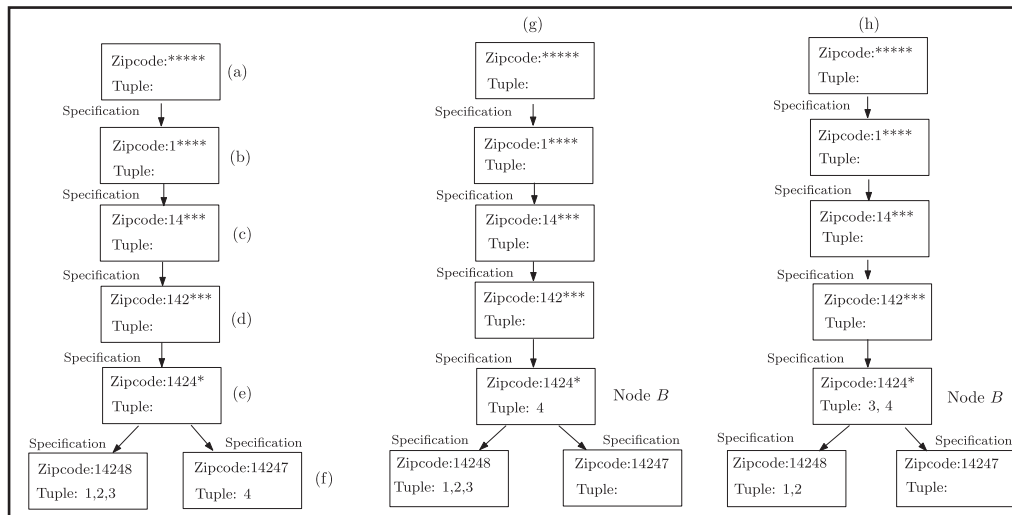 (g)
(h)
Zipcode:*****
Tuple:
(a)
Specification
Zipcode:1****
Tuple:
(b)
Specification
Zipcode:14***
Tuple:
(c)
Specification
Zipcode:142***
Tuple:
(d)
Specification
Zipcode:1424*
Tuple:
(e)
Specification
Specification
Zipcode:14248
Tuple: 1,2,3
Zipcode:14247
Tuple: 4
(f)
Zipcode:*****
Tuple:
Specification
Zipcode:1****
Tuple:
Specification
Zipcode:14***
Tuple:
Specification
Zipcode:142***
Tuple:
Specification
Zipcode:1424*
Tuple: 4
Node B
Specification
Specification
Zipcode:14248
Tuple: 1,2,3
Zipcode:14247
Tuple:
Zipcode:*****
Tuple:
Specification
Zipcode:1****
Tuple:
Specification
Zipcode:14***
Tuple:
Specification
Zipcode:142***
Tuple:
Specification
Zipcode:1424*
Tuple: 3, 4
Node B
Specification
Specification
Zipcode:14248
Tuple: 1,2
Zipcode:14247
Tuple: